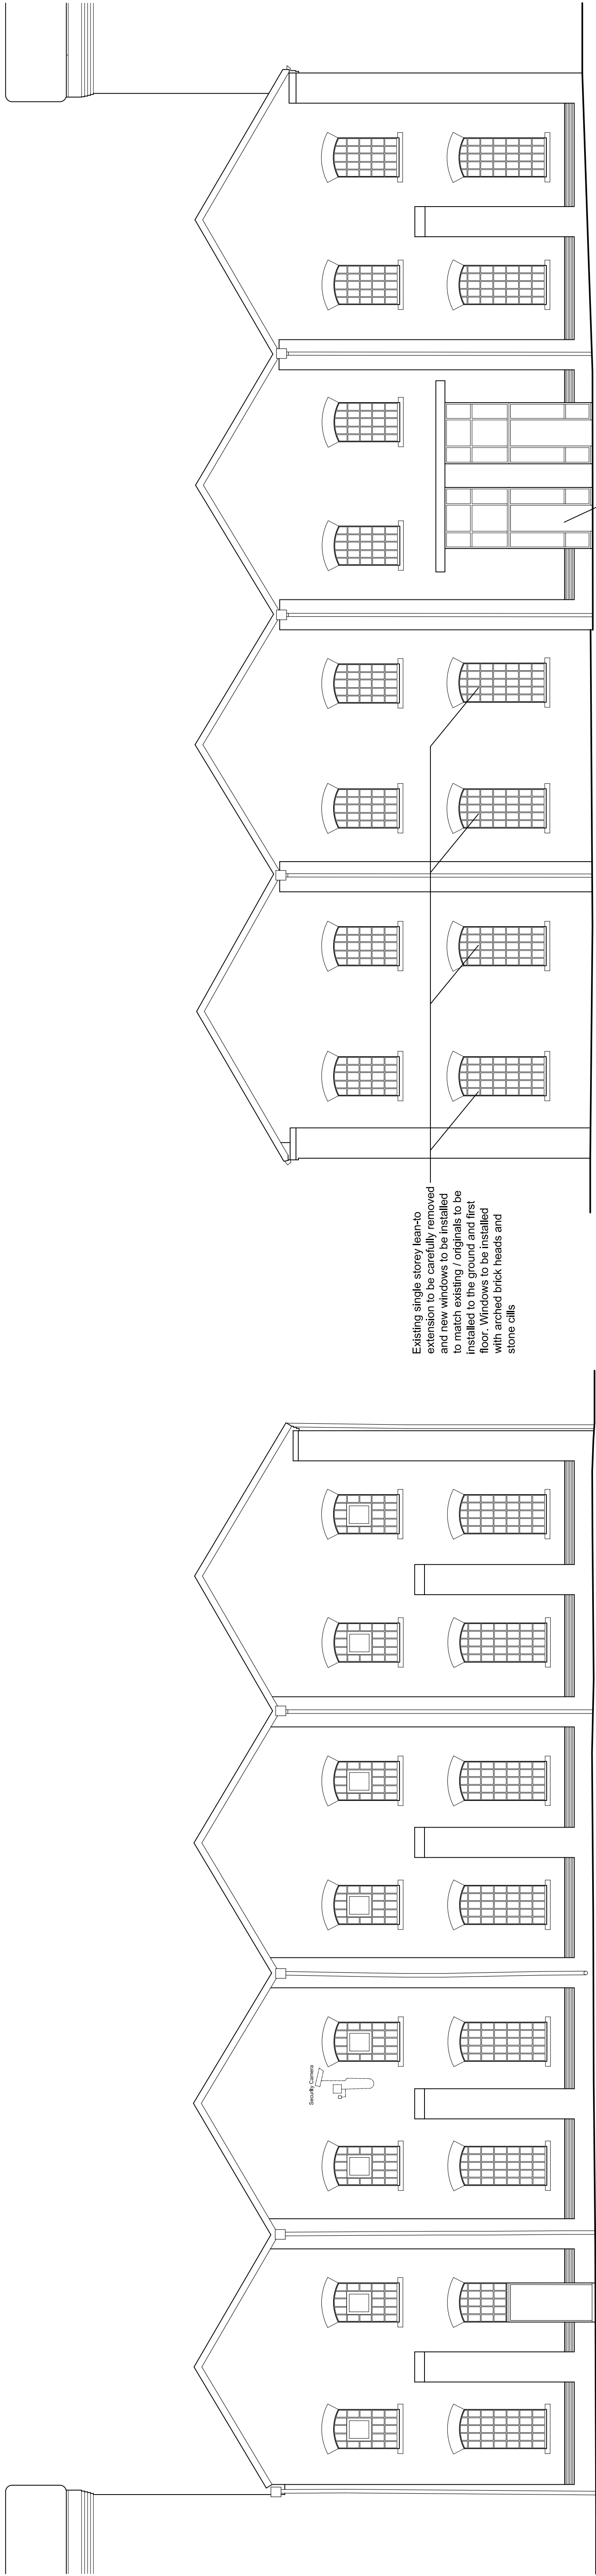 Existing single storey lean-to
extension to be carefully removed
and new windows to be installed
to match existing / originals to be
installed to the ground and first
floor. Windows to be installed
with arched brick heads and
stone cills
Security Camera